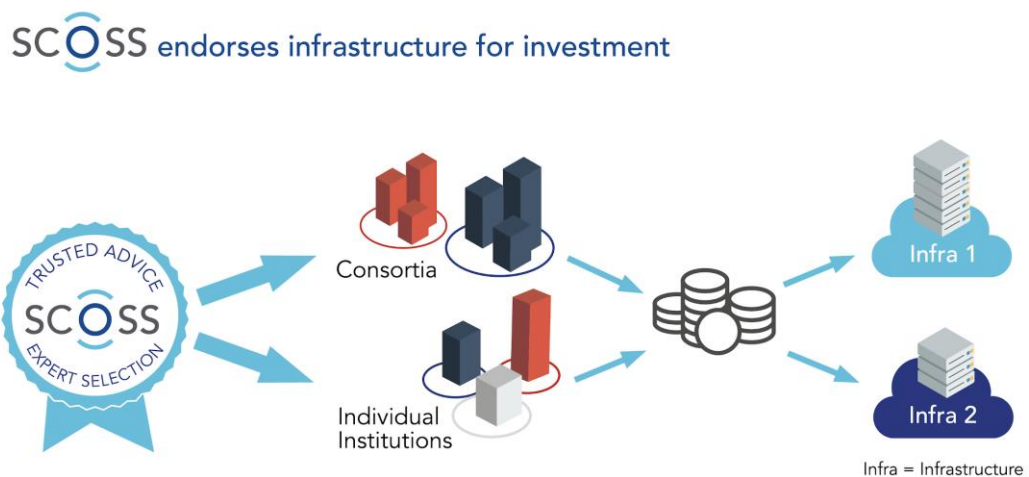 SCOSS endorses infrastructure for investment
TRUSTED ADVICE
SCOSS
EXPERT SELECTION
Consortia
Individual
Institutions
Infra 1
Infra 2
Infra = Infrastructure